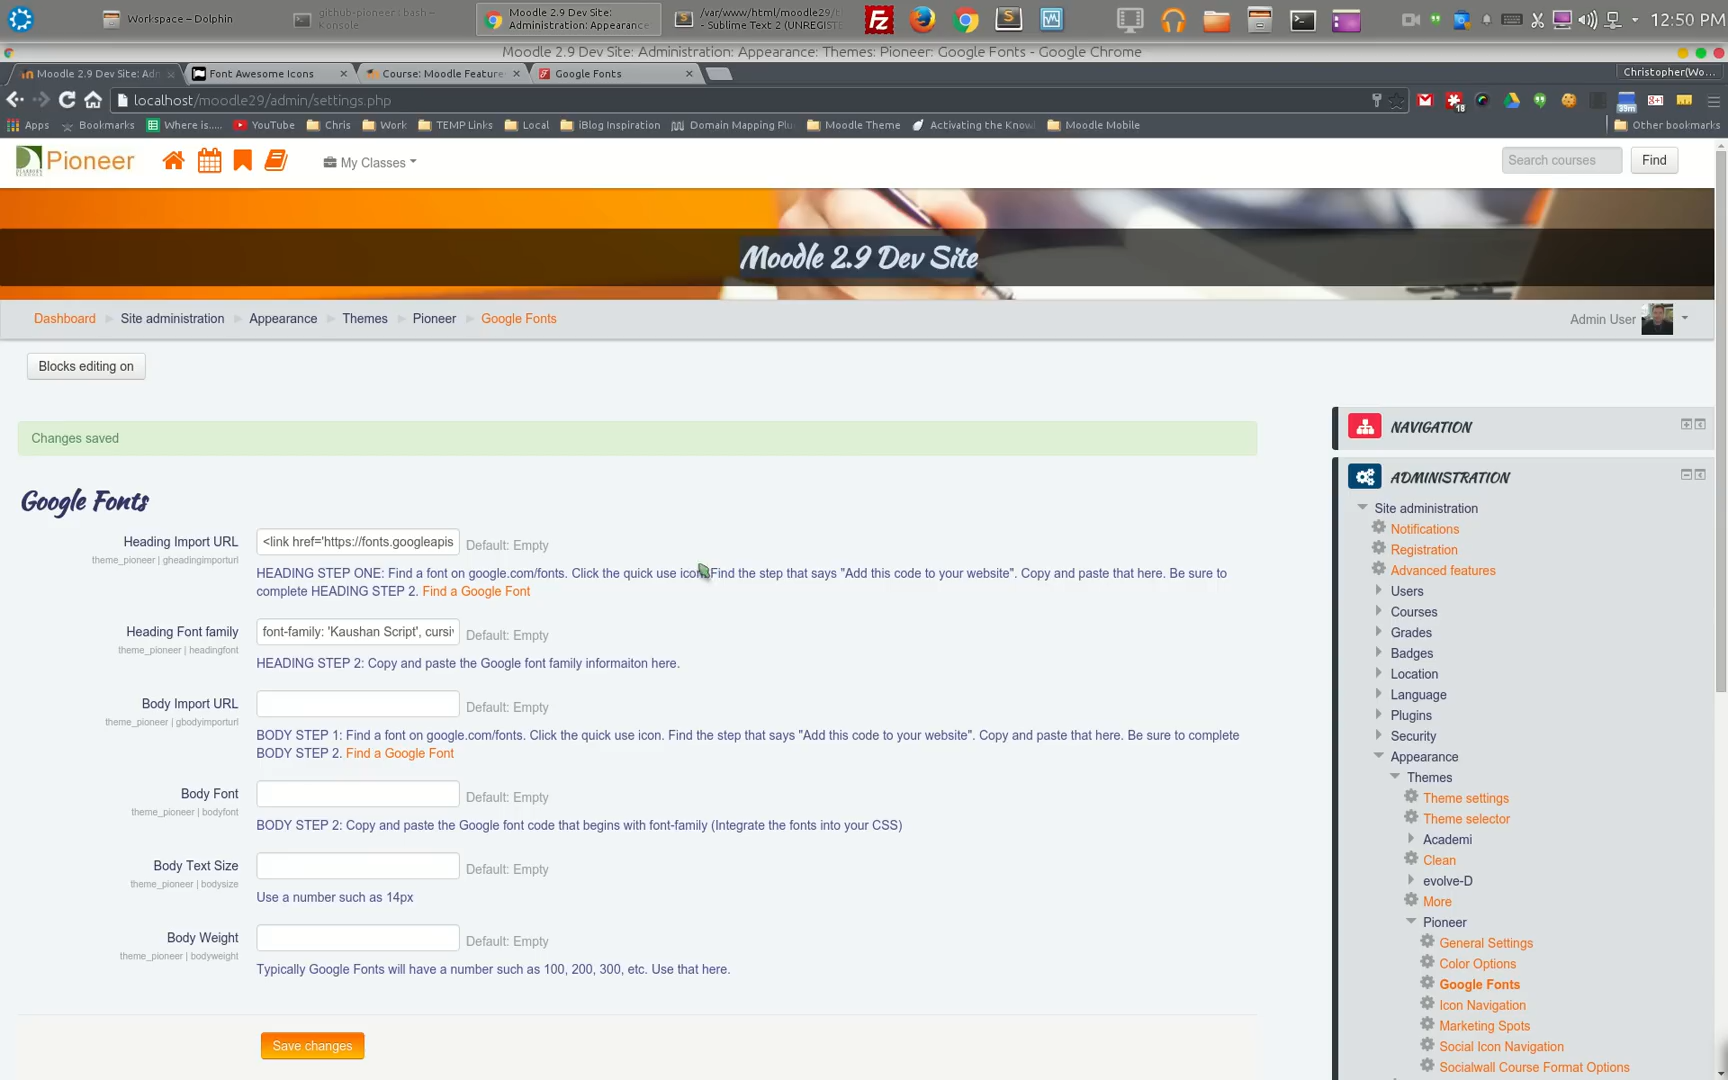 Workspace – Dolphin
github-pioneer : bash –
Konsole
Moodle 2.9 Dev Site:
Administration: Appearance
/var/www/html/moodle29/t
- Sublime Text 2 (UNREGISTE
12:50 PM
Moodle 2.9 Dev Site: Administration: Appearance: Themes: Pioneer: Google Fonts - Google Chrome
Moodle 2.9 Dev Site: Adm
Font Awesome Icons
Course: Moodle Feature
Google Fonts
Christopher(Wo...
localhost/moodle29/admin/settings.php
Apps
Bookmarks
Where is.....
YouTube
Chris
Work
TEMP Links
Local
iBlog Inspiration
Domain Mapping Plu
Moodle Theme
Activating the Know
Moodle Mobile
Other bookmarks
Pioneer
My Classes
Search courses
Find
Moodle 2.9 Dev Site
Dashboard
Site administration
Appearance
Themes
Pioneer
Google Fonts
Admin User
Blocks editing on
Changes saved
Google Fonts
Heading Import URL
theme_pioneer | gheadingimporturl
<link href='https://fonts.googleapis
Default: Empty
HEADING STEP ONE: Find a font on google.com/fonts. Click the quick use icon. Find the step that says "Add this code to your website". Copy and paste that here. Be sure to
complete HEADING STEP 2. Find a Google Font
Heading Font family
theme_pioneer | headingfont
font-family: 'Kaushan Script', cursiv
Default: Empty
HEADING STEP 2: Copy and paste the Google font family informaiton here.
Body Import URL
theme_pioneer | gbodyimporturl
Default: Empty
BODY STEP 1: Find a font on google.com/fonts. Click the quick use icon. Find the step that says "Add this code to your website". Copy and paste that here. Be sure to complete
BODY STEP 2. Find a Google Font
Body Font
theme_pioneer | bodyfont
Default: Empty
BODY STEP 2: Copy and paste the Google font code that begins with font-family (Integrate the fonts into your CSS)
Body Text Size
theme_pioneer | bodysize
Default: Empty
Use a number such as 14px
Body Weight
theme_pioneer | bodyweight
Default: Empty
Typically Google Fonts will have a number such as 100, 200, 300, etc. Use that here.
Save changes
NAVIGATION
ADMINISTRATION
Site administration
Notifications
Registration
Advanced features
Users
Courses
Grades
Badges
Location
Language
Plugins
Security
Appearance
Themes
Theme settings
Theme selector
Academi
Clean
evolve-D
More
Pioneer
General Settings
Color Options
Google Fonts
Icon Navigation
Marketing Spots
Social Icon Navigation
Socialwall Course Format Options